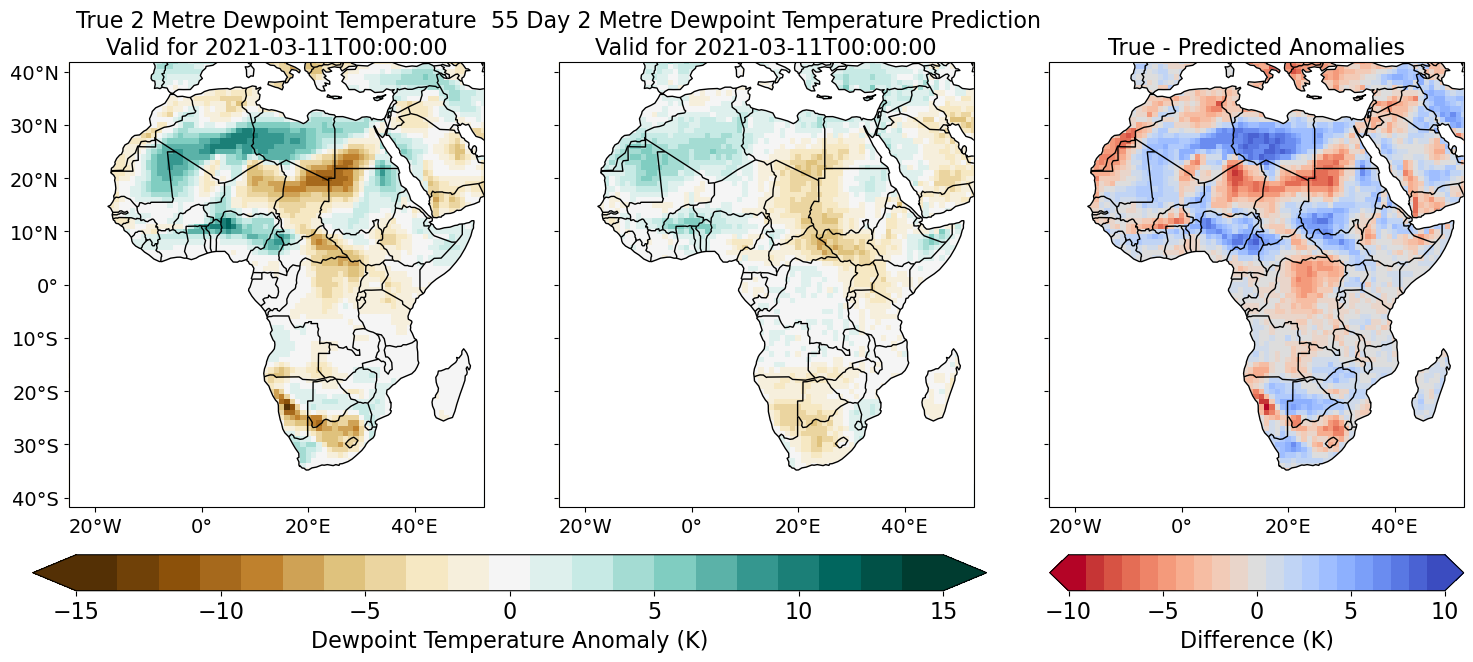 True 2 Metre Dewpoint Temperature
Valid for 2021-03-11T00:00:00
55 Day 2 Metre Dewpoint Temperature Prediction
Valid for 2021-03-11T00:00:00
True - Predicted Anomalies
40°N
30°N
20°N
10°N
0°
10°S
20°S
30°S
40°S
20°W 0° 20°E 40°E
20°W 0° 20°E 40°E
20°W 0° 20°E 40°E
−15 −10 −5 0 5 10 15
Dewpoint Temperature Anomaly (K)
−10 −5 0 5 10
Difference (K)